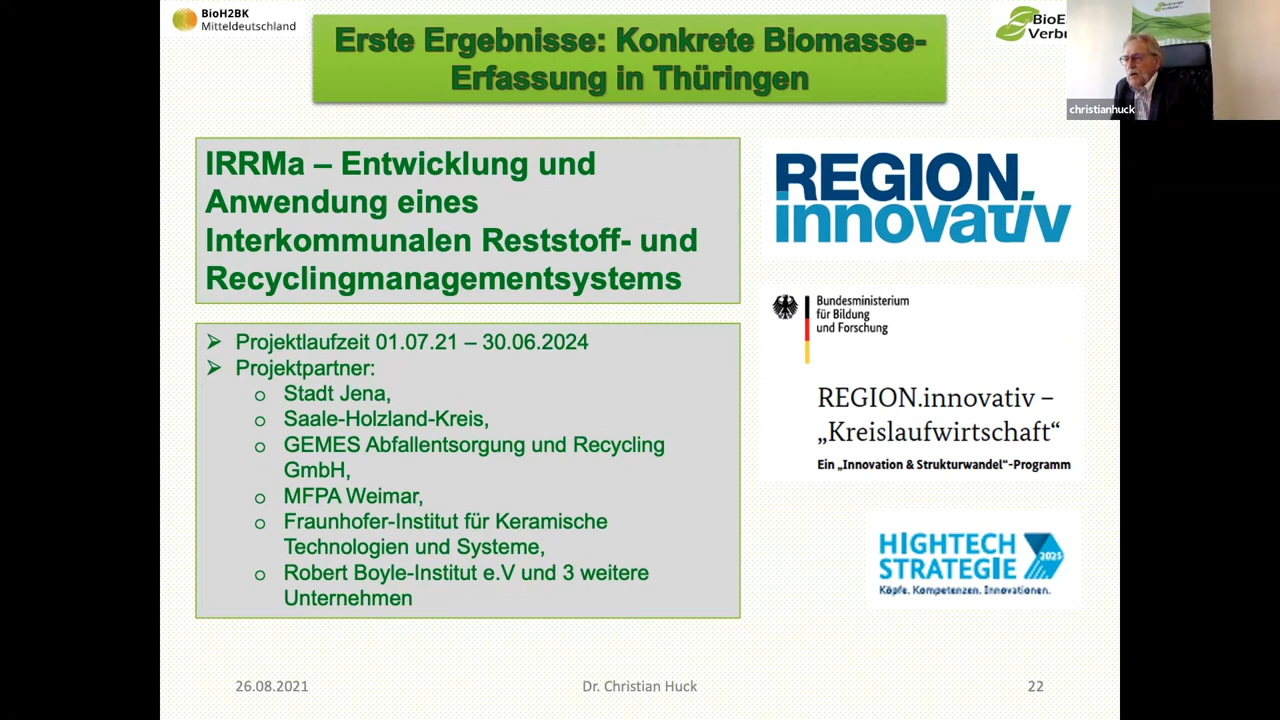 BioH2BK
Mitteldeutschland
Erste Ergebnisse: Konkrete Biomasse-
Erfassung in Thüringen
christianhuck
IRRMa – Entwicklung und
Anwendung eines
Interkommunalen Reststoff- und
Recyclingmanagementsystems
REGION.
innovativ
Bundesministerium
für Bildung
und Forschung
REGION.innovativ –
„Kreislaufwirtschaft“
Ein „Innovation & Strukturwandel“-Programm
HIGHTECH
STRATEGIE
2025
Köpfe. Kompetenzen. Innovationen.
➢ Projektlaufzeit 01.07.21 – 30.06.2024
➢ Projektpartner:
o Stadt Jena,
o Saale-Holzland-Kreis,
o GEMES Abfallentsorgung und Recycling
GmbH,
o MFPA Weimar,
o Fraunhofer-Institut für Keramische
Technologien und Systeme,
o Robert Boyle-Institut e.V und 3 weitere
Unternehmen
26.08.2021
Dr. Christian Huck
22